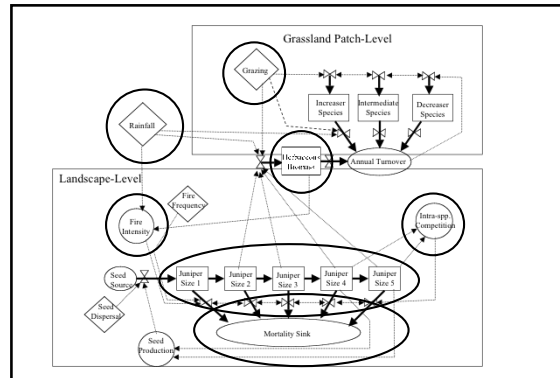 Grassland Patch-Level
Grazing
Increaser
Species
Intermediate
Species
Decreaser
Species
Rainfall
Herbaceous
Biomass
Annual Turnover
Landscape-Level
Fire
Frequency
Fire
Intensity
Intra-spp.
Competition
Seed
Source
Juniper
Size 1
Juniper
Size 2
Juniper
Size 3
Juniper
Size 4
Juniper
Size 5
Seed
Dispersal
Mortality Sink
Seed
Production